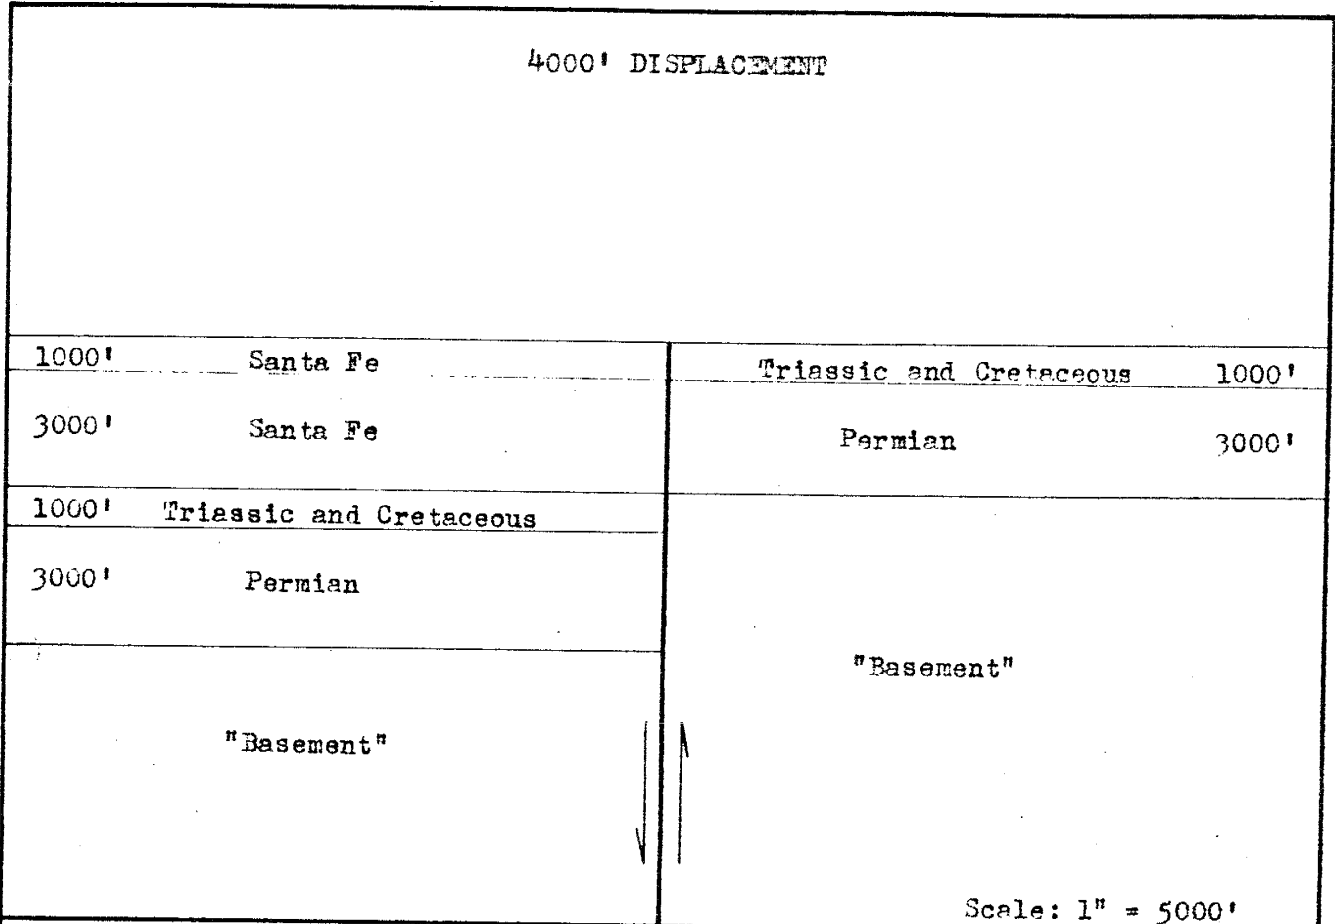 4000' DISPLACEMENT
1000' Santa Fe
3000' Santa Fe
1000' Triassic and Cretaceous
3000' Permian
"Basement"
Triassic and Cretaceous 1000'
Permian 3000'
"Basement"
Scale: 1" = 5000'